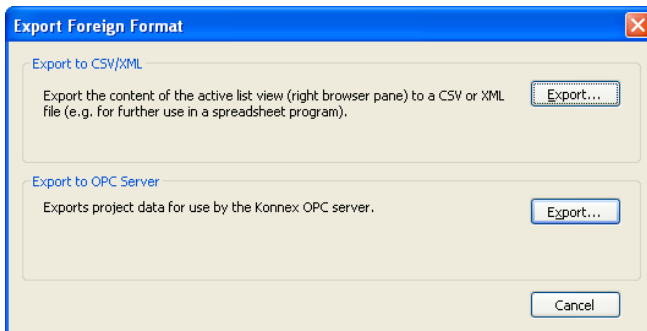 Export Foreign Format
Export to CSV/XML
Export the content of the active list view (right browser pane) to a CSV or XML
file (e.g. for further use in a spreadsheet program).
Export...
Export to OPC Server
Exports project data for use by the Konnex OPC server.
Export...
Cancel